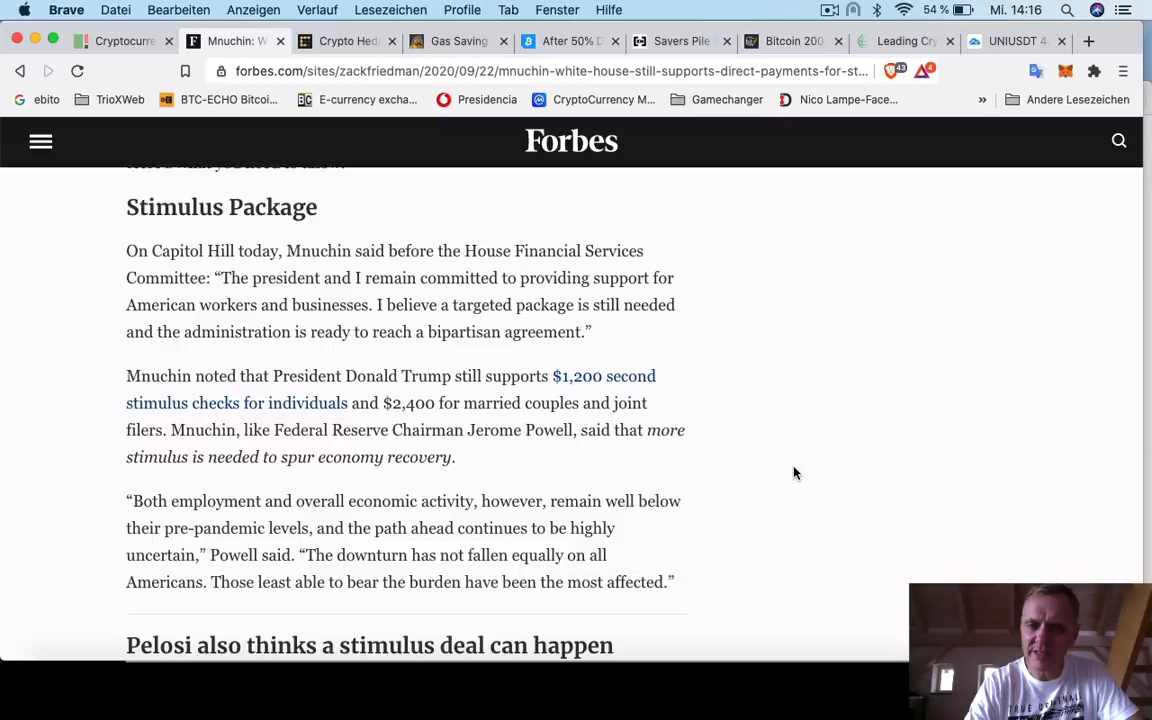 Brave Datei Bearbeiten Anzeigen Verlauf Lesezeichen Profile Tab Fenster Hilfe 54 % Mi. 14:16
Cryptocurre Mnuchin: W Crypto Hed Gas Saving After 50% D Savers Pile Bitcoin 200 Leading Cry UNIUSDT 4
forbes.com/sites/zackfriedman/2020/09/22/mnuchin-white-house-still-supports-direct-payments-for-st... 43 4
ebito TrioXWeb BTC-ECHO Bitcoi... E-currency excha... Presidencia CryptoCurrency M... Gamechanger Nico Lampe-Face... » Andere Lesezeichen
Forbes
Stimulus Package
On Capitol Hill today, Mnuchin said before the House Financial Services
Committee: “The president and I remain committed to providing support for
American workers and businesses. I believe a targeted package is still needed
and the administration is ready to reach a bipartisan agreement.”
Mnuchin noted that President Donald Trump still supports $1,200 second
stimulus checks for individuals and $2,400 for married couples and joint
filers. Mnuchin, like Federal Reserve Chairman Jerome Powell, said that more
stimulus is needed to spur economy recovery.
“Both employment and overall economic activity, however, remain well below
their pre-pandemic levels, and the path ahead continues to be highly
uncertain,” Powell said. “The downturn has not fallen equally on all
Americans. Those least able to bear the burden have been the most affected.”
Pelosi also thinks a stimulus deal can happen
TRUE ORIGINAL